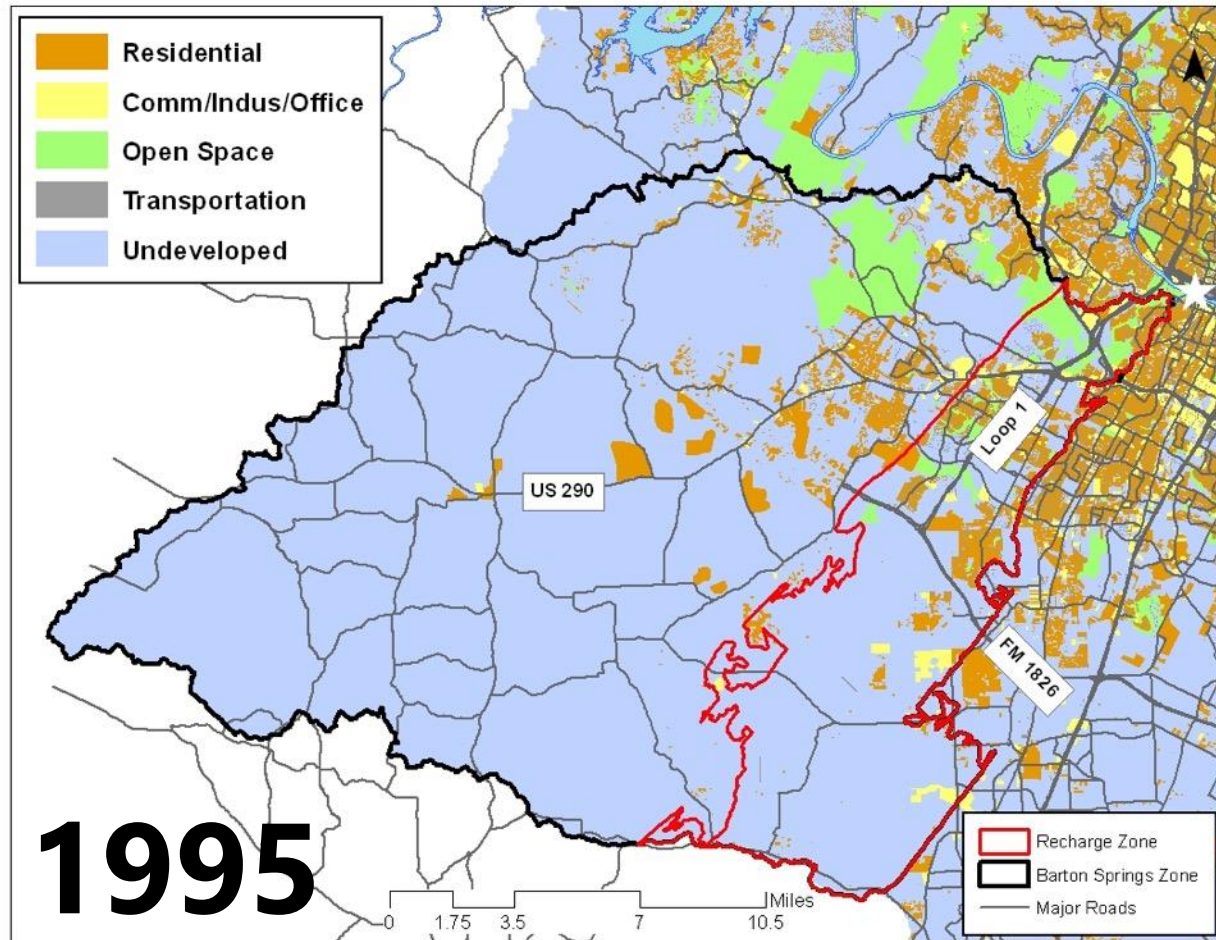 Residential
Comm/Indus/Office
Open Space
Transportation
Undeveloped
Loop 1
US 290
FM 1826
1995
Miles
0 1.75 3.5 7 10.5
Recharge Zone
Barton Springs Zone
Major Roads